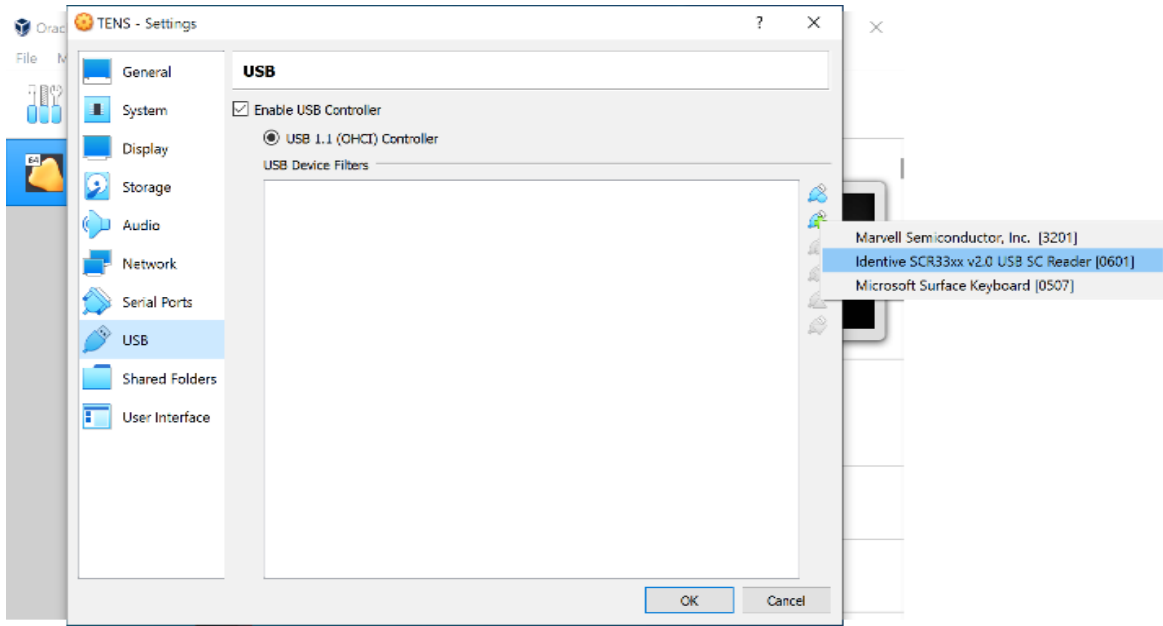 Orac
TENS - Settings
?
File
M
General
USB
System
Enable USB Controller
USB 1.1 (OHCI) Controller
Display
USB Device Filters
64
Storage
Audio
Marvell Semiconductor, Inc. [3201]
Identive SCR33xx v2.0 USB SC Reader [0601]
Microsoft Surface Keyboard [0507]
Network
Serial Ports
USB
Shared Folders
User Interface
OK
Cancel